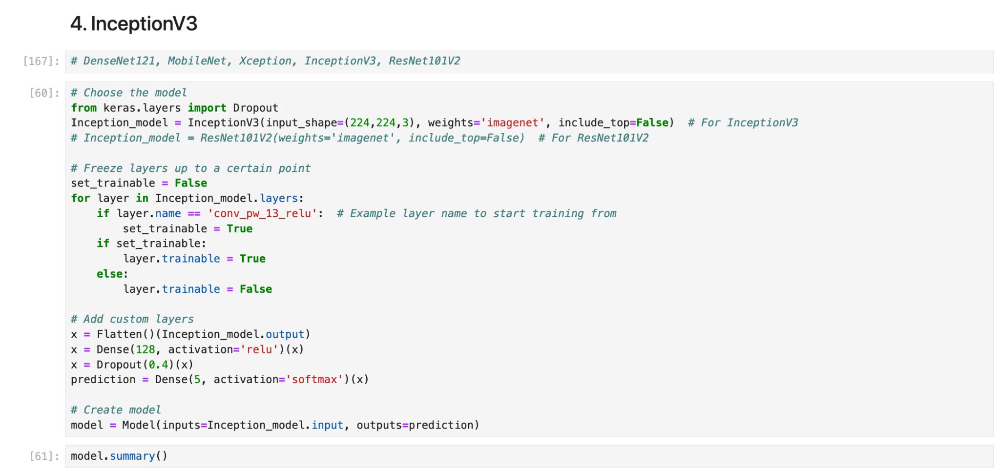 4. InceptionV3
[167]: # DenseNet121, MobileNet, Xception, InceptionV3, ResNet101V2
[60]: # Choose the model
from keras.layers import Dropout
Inception_model = InceptionV3(input_shape=(224,224,3), weights='imagenet', include_top=False)  # For InceptionV3
# Inception_model = ResNet101V2(weights='imagenet', include_top=False)  # For ResNet101V2

# Freeze layers up to a certain point
set_trainable = False
for layer in Inception_model.layers:
    if layer.name == 'conv_pw_13_relu':  # Example layer name to start training from
        set_trainable = True
    if set_trainable:
        layer.trainable = True
    else:
        layer.trainable = False

# Add custom layers
x = Flatten()(Inception_model.output)
x = Dense(128, activation='relu')(x)
x = Dropout(0.4)(x)
prediction = Dense(5, activation='softmax')(x)

# Create model
model = Model(inputs=Inception_model.input, outputs=prediction)
[61]: model.summary()